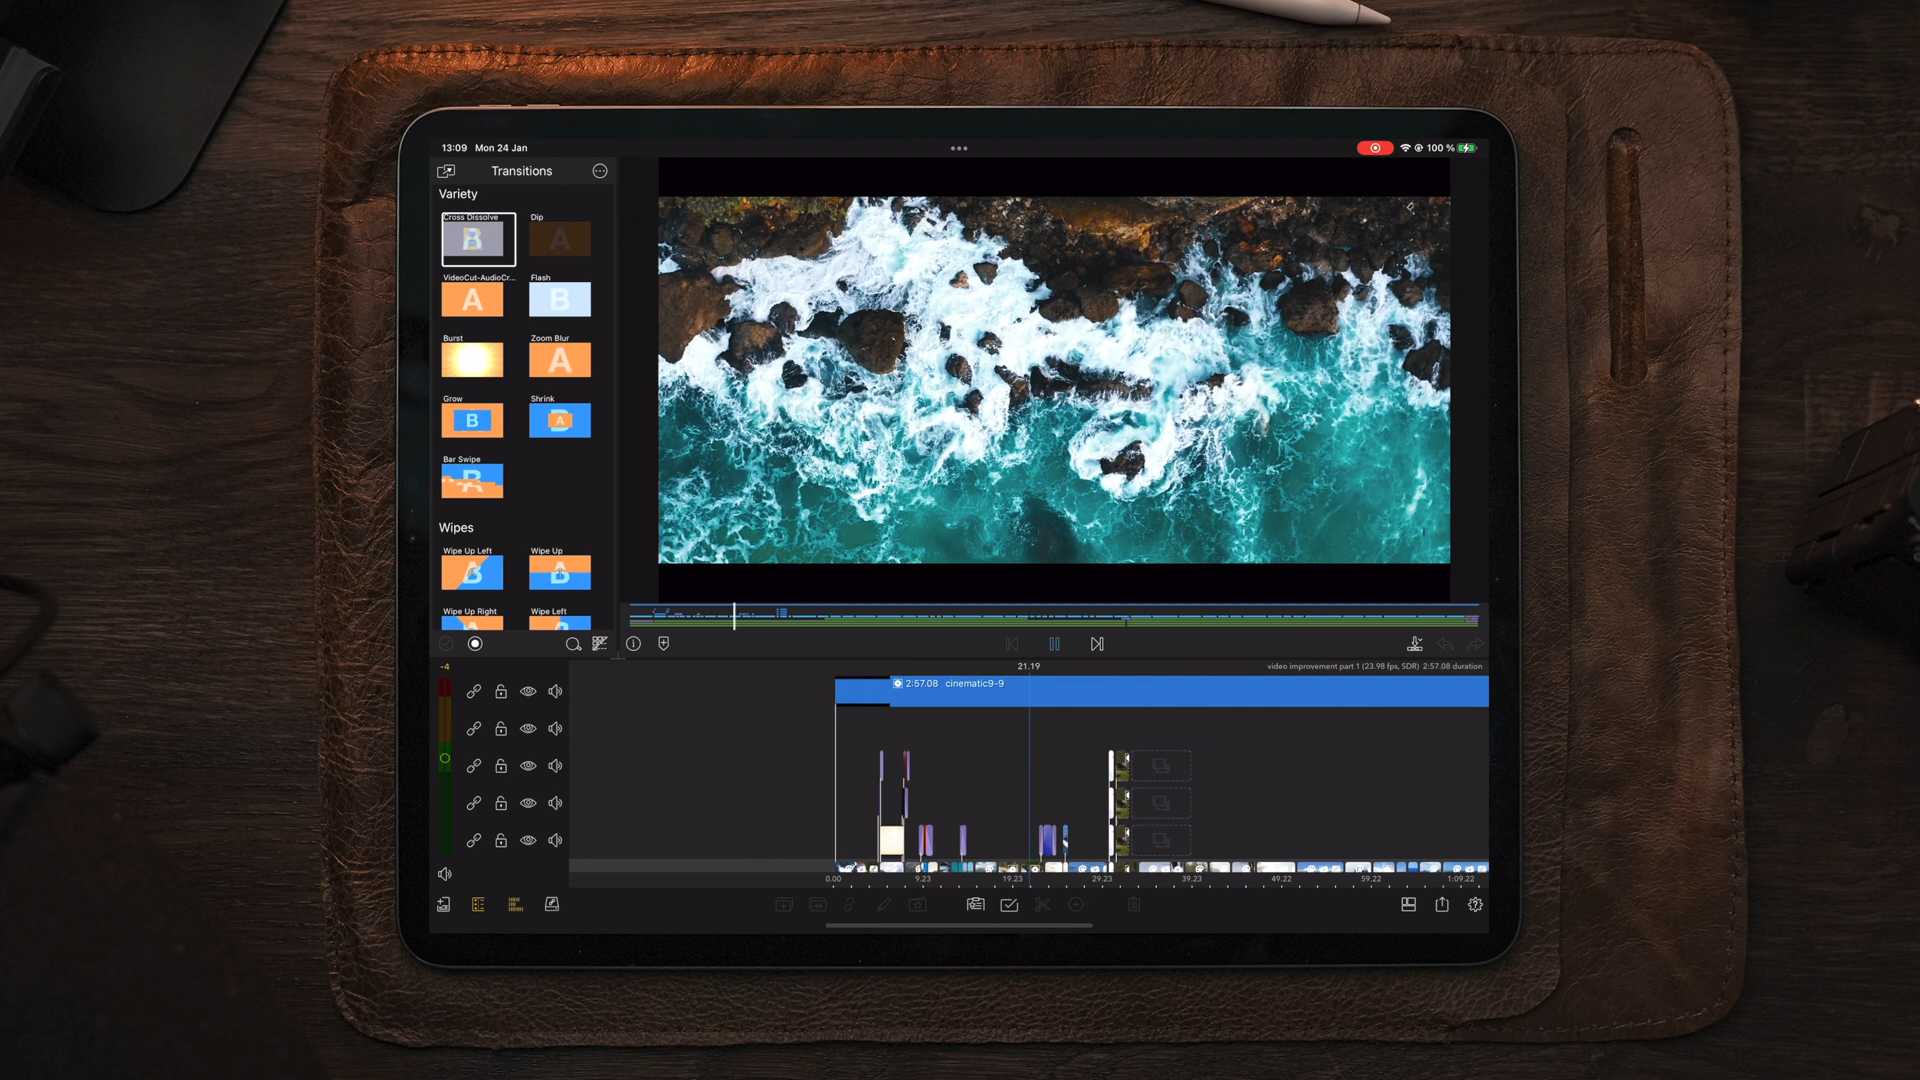 13:09 Mon 24 Jan
100 %
Transitions
Variety
Cross Dissolve
Dip
B
A
VideoCut-AudioCr...
Flash
A
B
Burst
Zoom Blur
A
Grow
Shrink
B
A
Bar Swipe
Wipes
Wipe Up Left
Wipe Up
B
Wipe Up Right
Wipe Left
-4
21.19
video improvement part 1 (23.98 fps, SDR) 2:57.08 duration
2:57.08 cinematic9-9
0.00 9.23 19.23 29.23 39.23 49.22 59.22 1:09.22